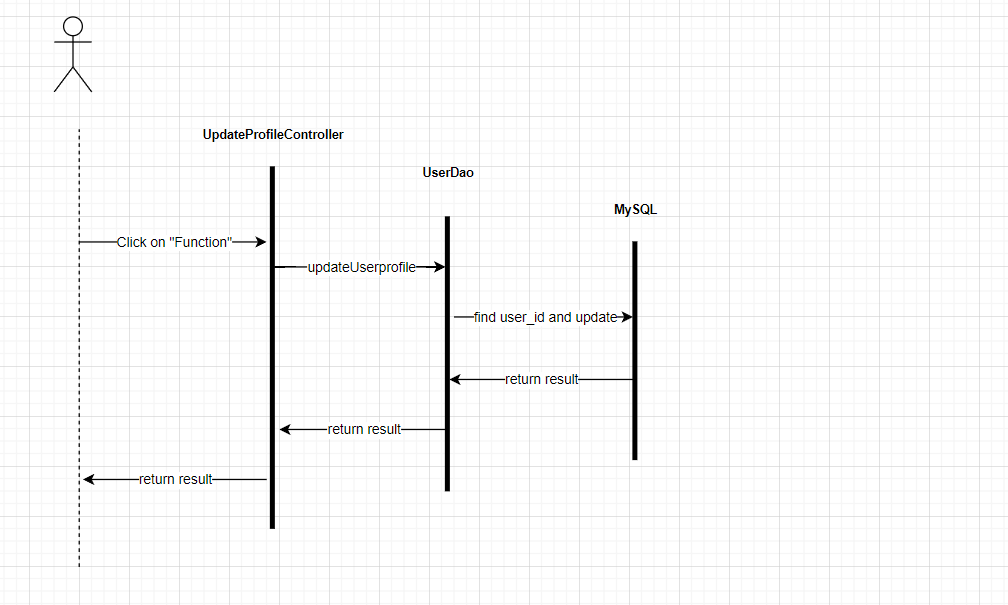 UpdateProfileController
UserDao
MySQL
Click on "Function"
updateUserprofile
find user_id and update
return result
return result
return result